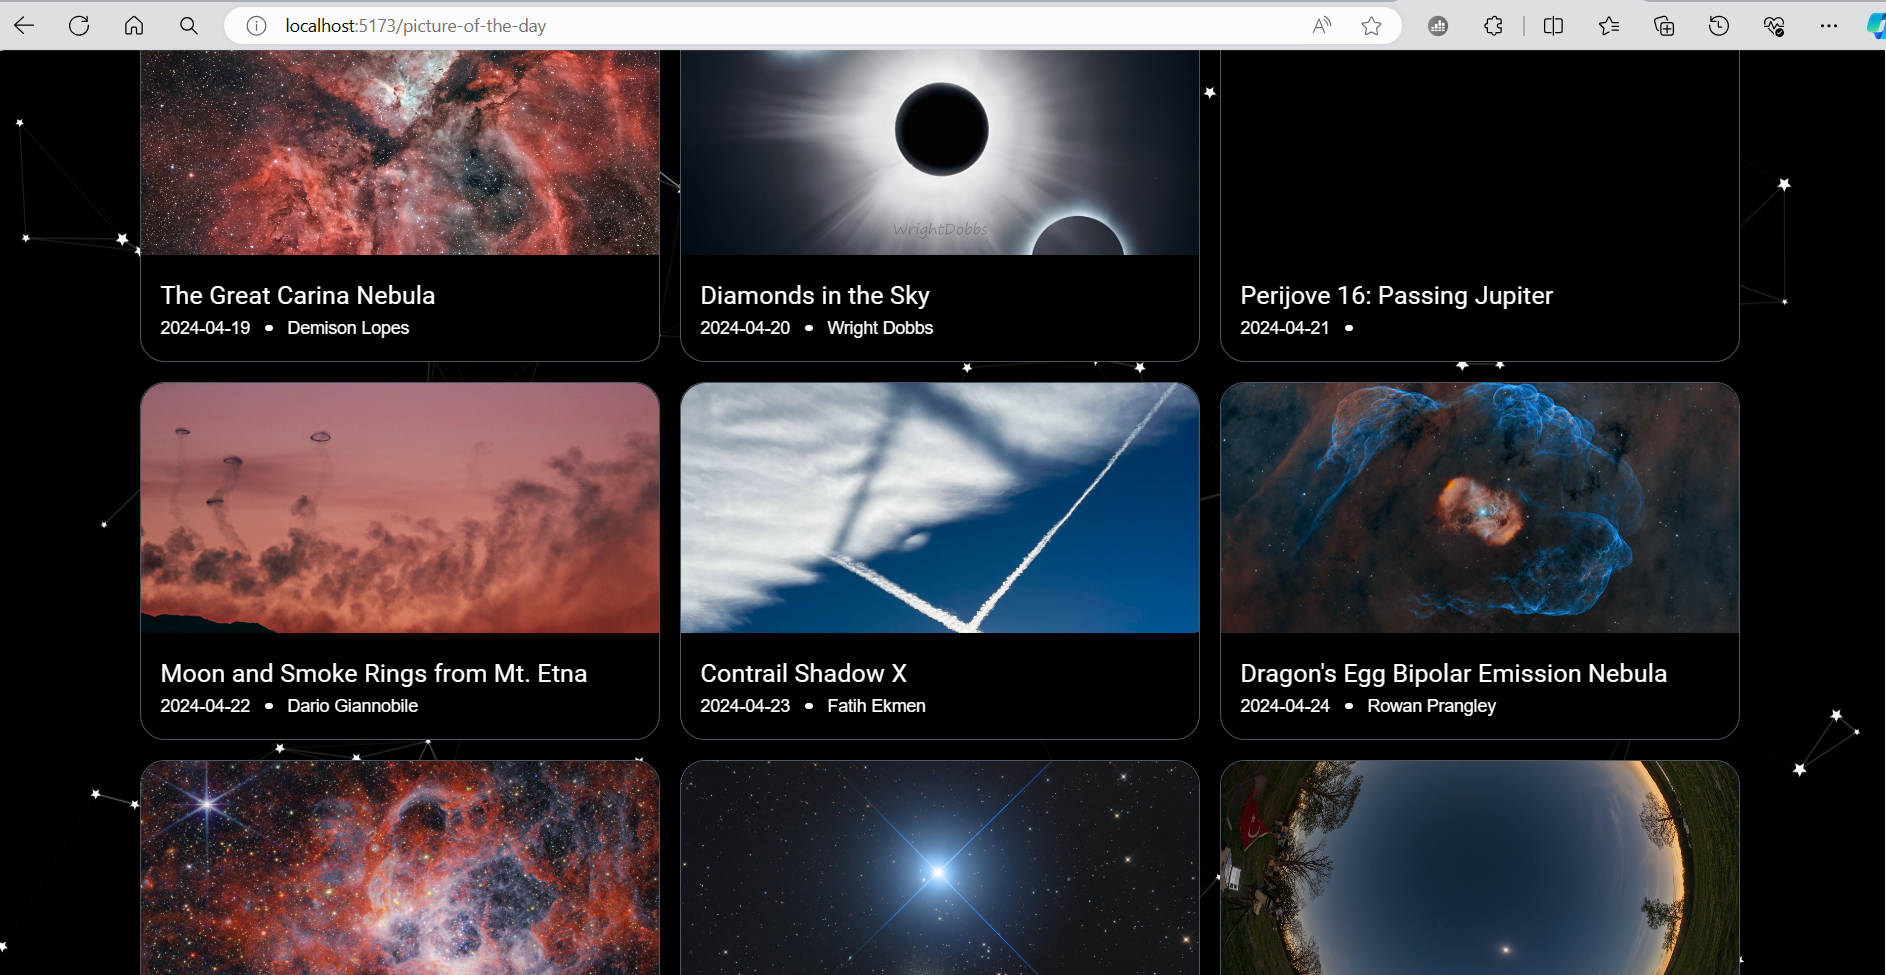 localhost:5173/picture-of-the-day
WrightDobbs
The Great Carina Nebula
2024-04-19 • Demison Lopes
Diamonds in the Sky
2024-04-20 • Wright Dobbs
Perijove 16: Passing Jupiter
2024-04-21 •
Moon and Smoke Rings from Mt. Etna
2024-04-22 • Dario Giannobile
Contrail Shadow X
2024-04-23 • Fatih Ekmen
Dragon's Egg Bipolar Emission Nebula
2024-04-24 • Rowan Prangley